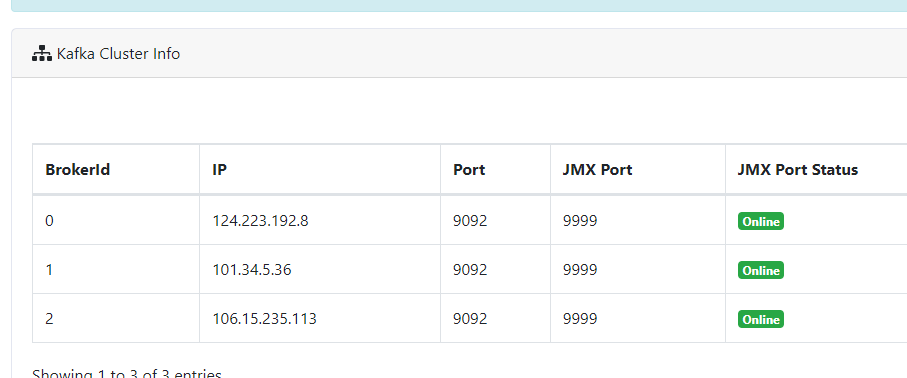 Kafka Cluster Info
BrokerId IP Port JMX Port JMX Port Status
0 124.223.192.8 9092 9999 Online
1 101.34.5.36 9092 9999 Online
2 106.15.235.113 9092 9999 Online
Showing 1 to 3 of 3 entries